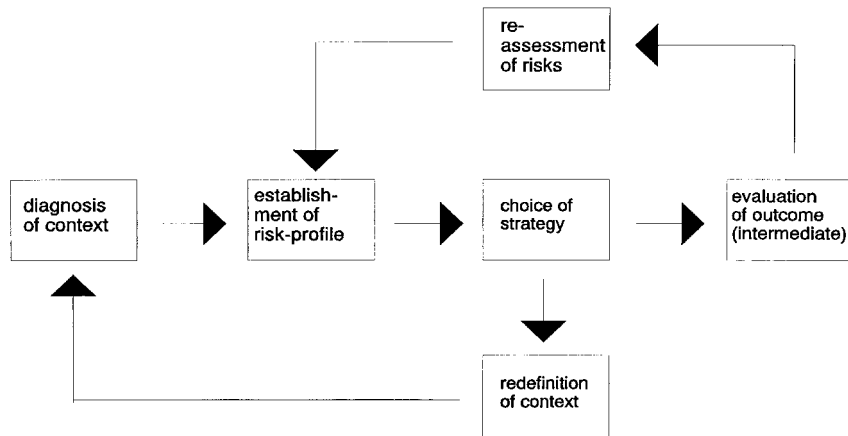 re-
assessment
of risks
diagnosis
of context
establish-
ment of
risk-profile
choice of
strategy
evaluation
of outcome
(intermediate)
redefinition
of context